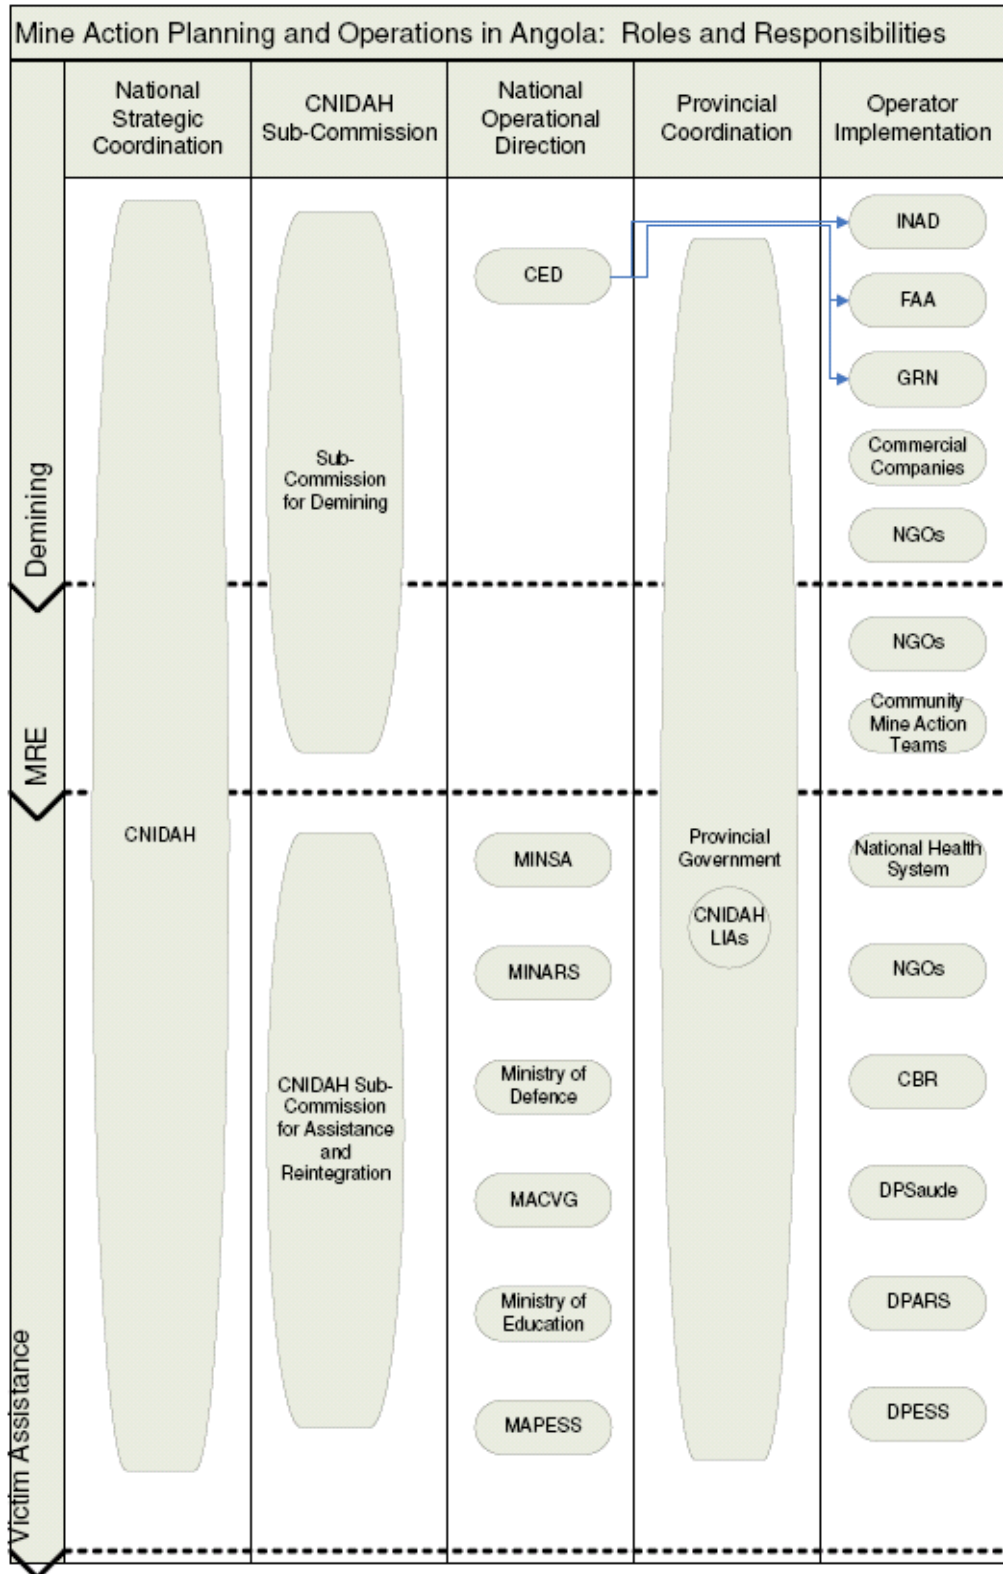 Mine Action Planning and Operations in Angola: Roles and Responsibilities
National
Strategic
Coordination
CNIDAH
Sub-Commission
National
Operational
Direction
Provincial
Coordination
Operator
Implementation
Demining
CED
INAD
FAA
GRN
Commercial
Companies
NGOs
Sub-
Commission
for Demining
MRE
NGOs
Community
Mine Action
Teams
Victim Assistance
CNIDAH
CNIDAH Sub-
Commission
for Assistance
and
Reintegration
MINSA
MINARS
Ministry of
Defence
MACVG
Ministry of
Education
MAPESS
Provincial
Government
CNIDAH
LIAs
National Health
System
NGOs
CBR
DPSaude
DPARS
DPESS